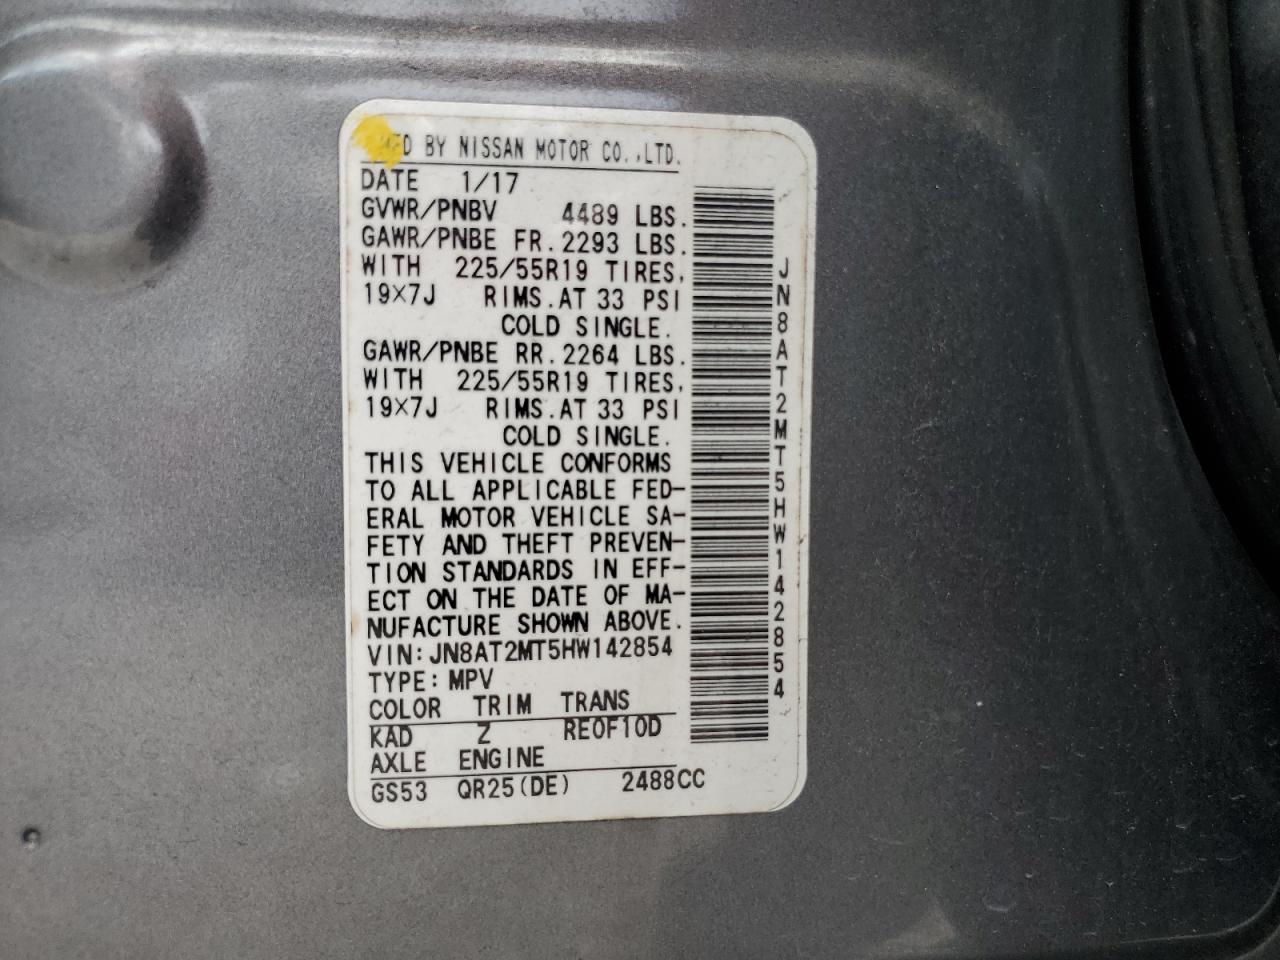 MFD BY NISSAN MOTOR CO.,LTD.
DATE 1/17
GVWR/PNBV 4489 LBS.
GAWR/PNBE FR.2293 LBS.
WITH 225/55R19 TIRES,
19×7J RIMS.AT 33 PSI
COLD SINGLE.
GAWR/PNBE RR.2264 LBS.
WITH 225/55R19 TIRES,
19×7J RIMS.AT 33 PSI
COLD SINGLE.
THIS VEHICLE CONFORMS
TO ALL APPLICABLE FED-
ERAL MOTOR VEHICLE SA-
FETY AND THEFT PREVEN-
TION STANDARDS IN EFF-
ECT ON THE DATE OF MA-
NUFACTURE SHOWN ABOVE.
VIN:JN8AT2MT5HW142854
TYPE:MPV
COLOR TRIM TRANS
KAD Z RE0F10D
AXLE ENGINE
GS53 QR25(DE) 2488CC
JN8AT2MT5HW142854